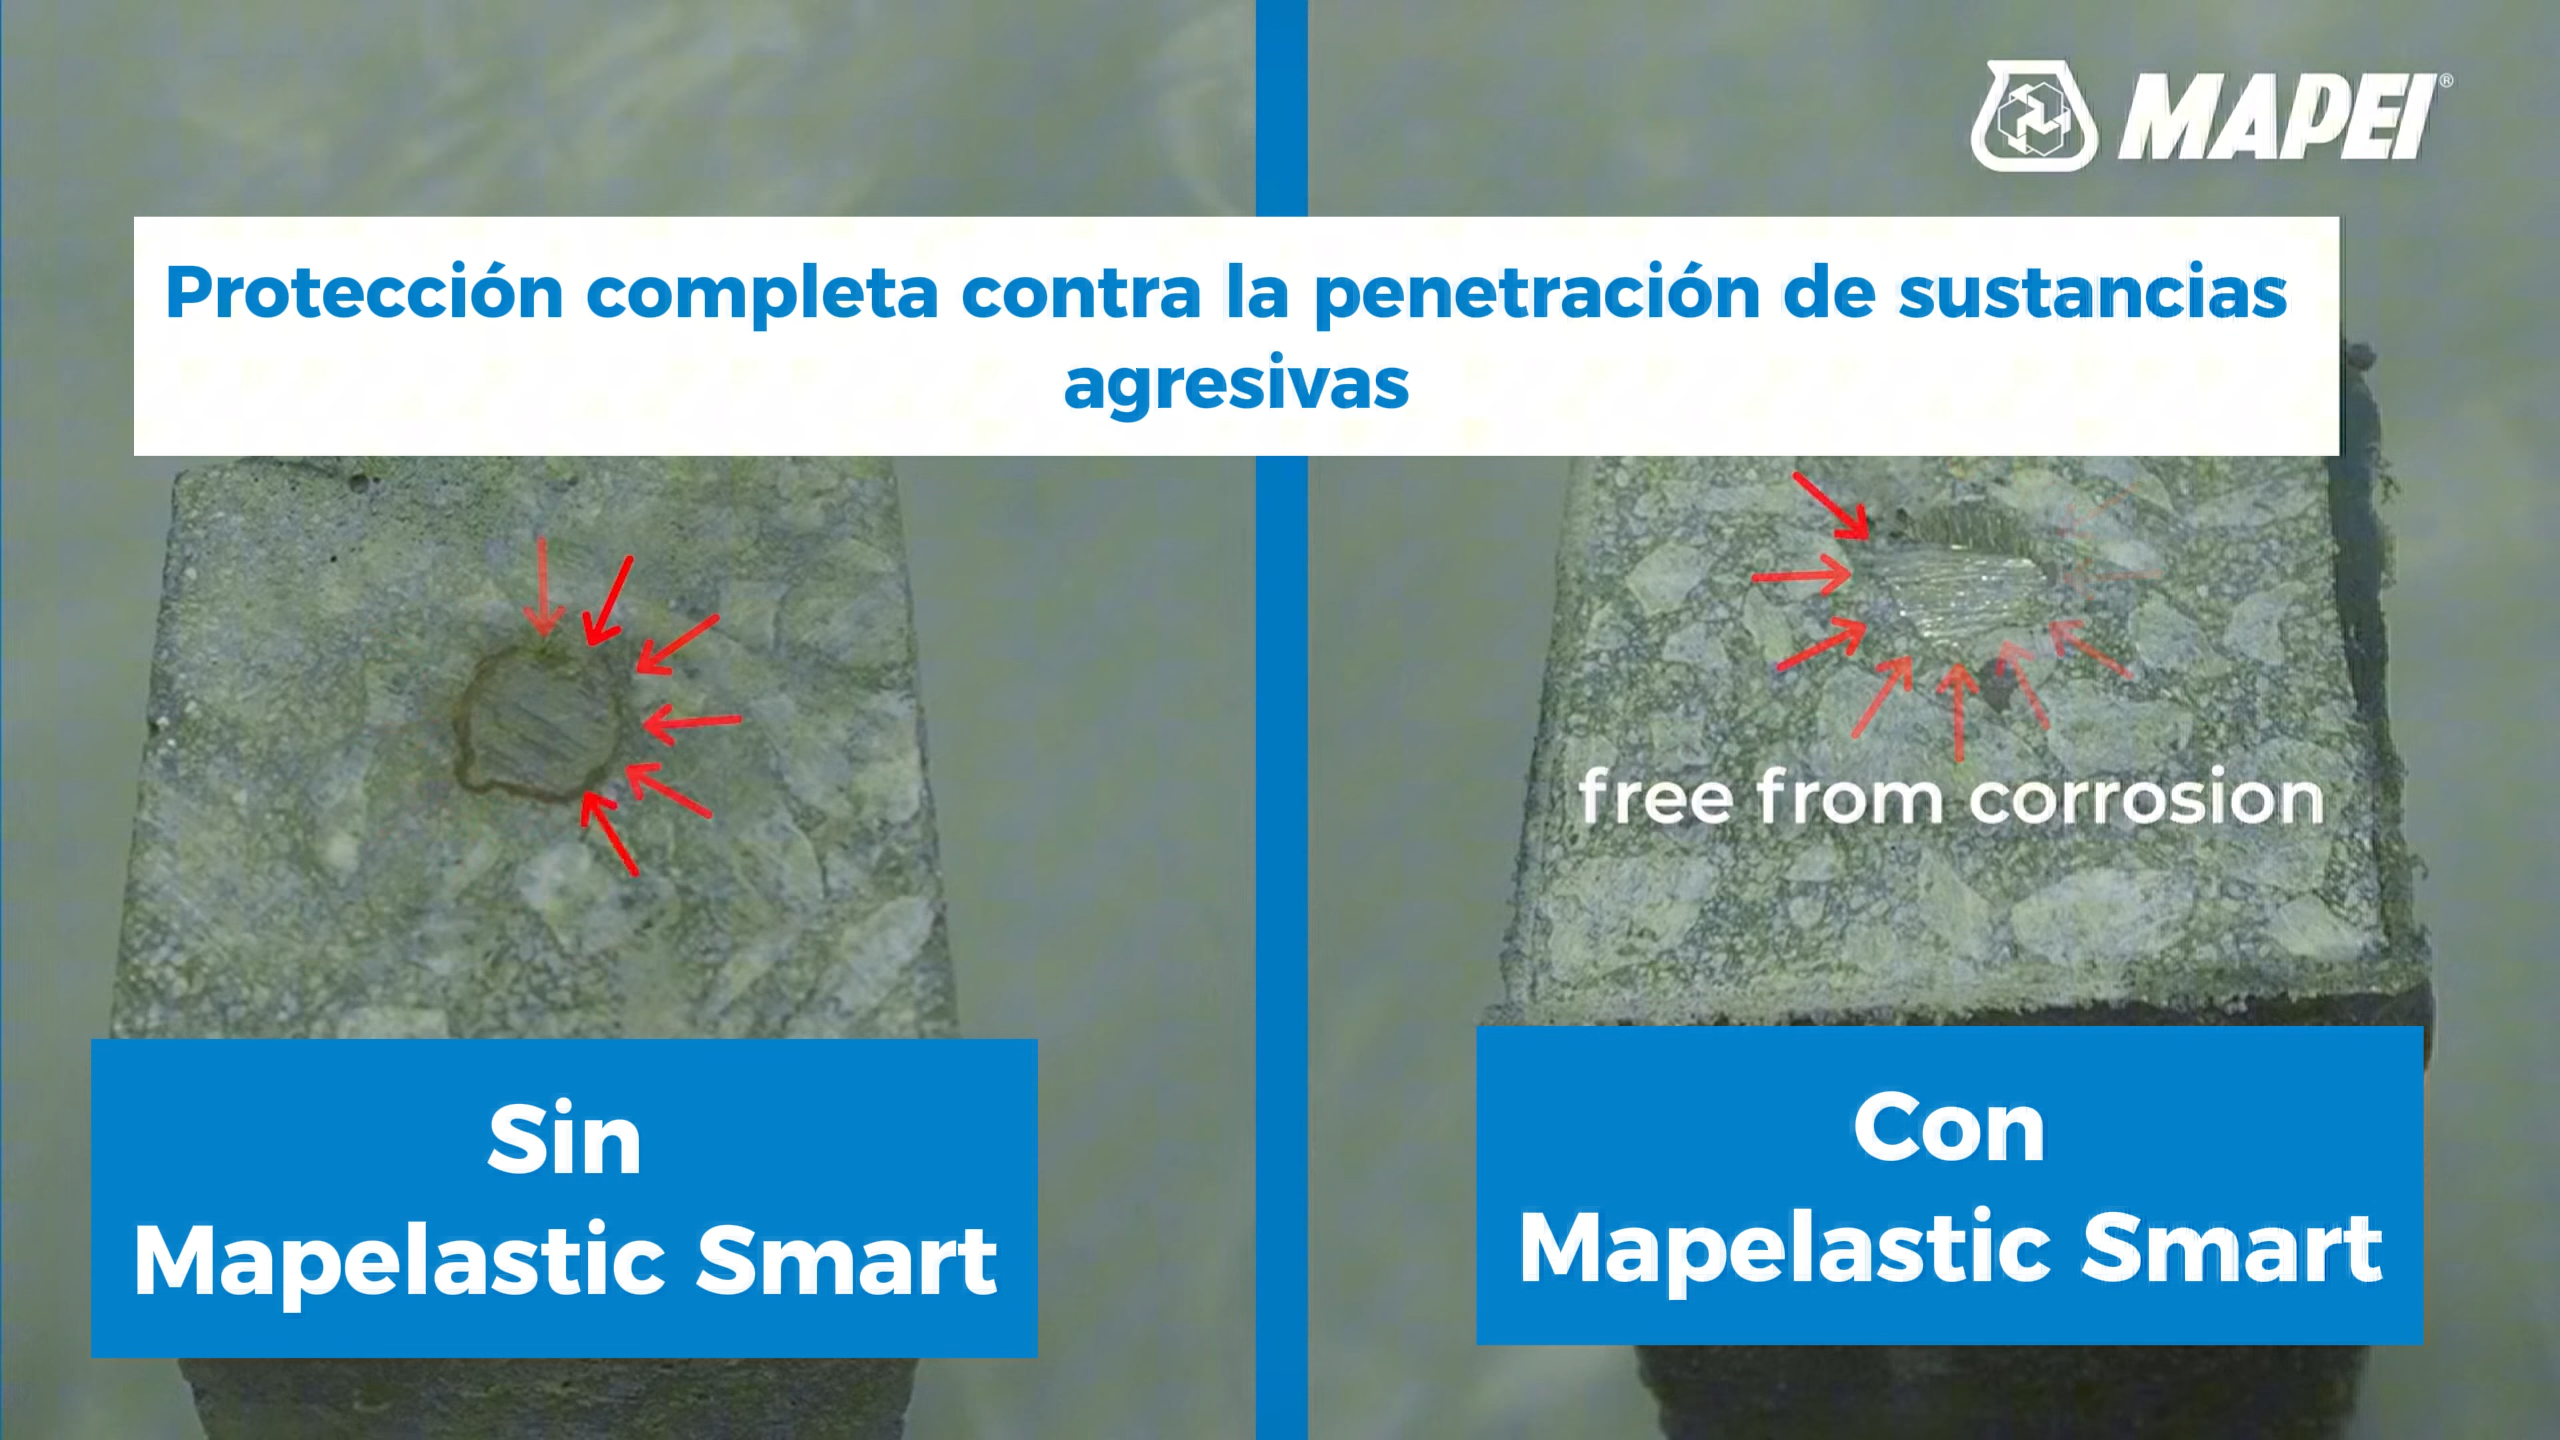 MAPEI®
Protección completa contra la penetración de sustancias
agresivas
free from corrosion
Sin
Mapelastic Smart
Con
Mapelastic Smart